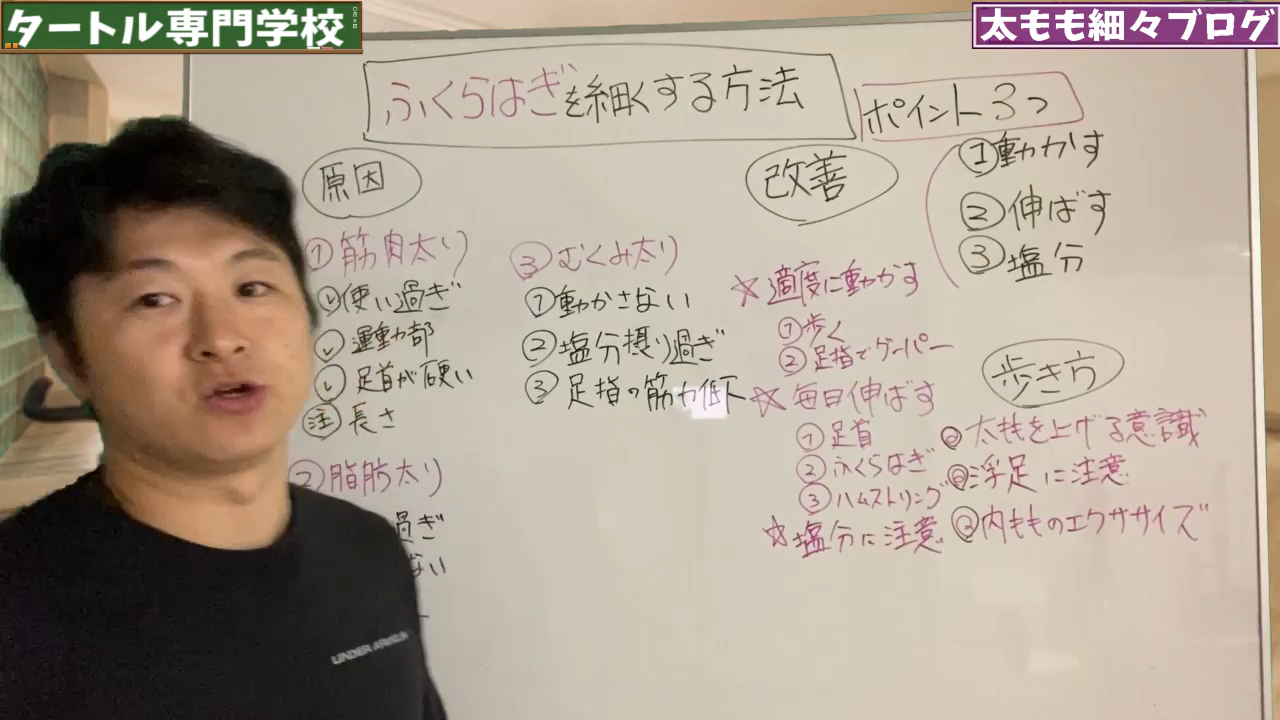 タートル専門学校
太もも細々ブログ
ふくらはぎを細くする方法
ポイント3つ
①動かす
②伸ばす
③塩分
原因
①筋肉太り
使い過ぎ
運動部
足首が硬い
注 長さ
②脂肪太り
過ぎ
ない
③むくみ太り
①動かさない
②塩分摂り過ぎ
③足指の筋力低下
改善
☆適度に動かす
①歩く
②足指でグーパー
☆毎日伸ばす
①足首
②ふくらはぎ
③ハムストリング
☆塩分に注意
歩き方
太ももを上げる意識
浮足に注意
内もものエクササイズ
UNDER ARMOUR